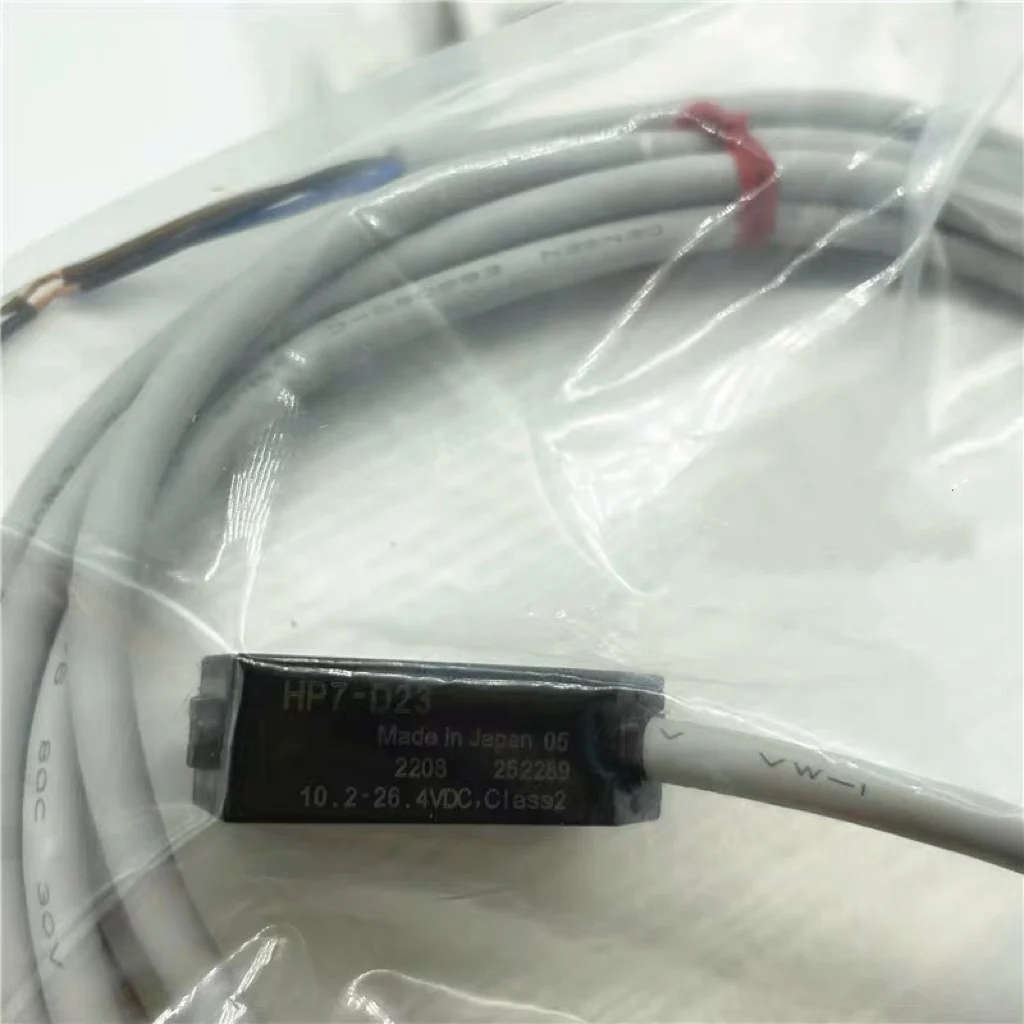 HP7-D23
Made in Japan 05
2208 252289
10.2-26.4VDC.Class2
VW-1
80C 30V